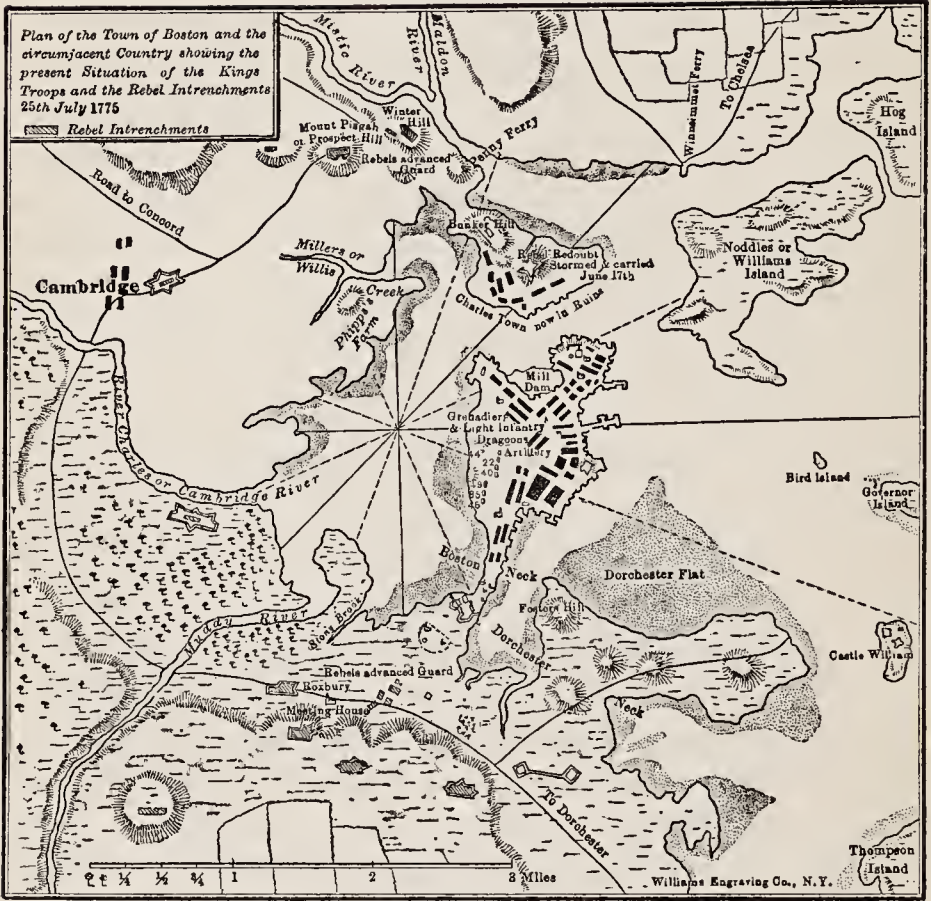 Plan of the Town of Boston and the
circumjacent Country showing the
present Situation of the Kings
Troops and the Rebel Intrenchments
25th July 1775
Rebel Intrenchments
Mistic River
Maldon
River
Winnisimmet Ferry
To Chelsea
Hog
Island
Winter
Hill
Mount Pisgah
or Prospect Hill
Rebels advanced
Guard
Penny Ferry
Road to Concord
Bunker Hill
Rebel Redoubt
Stormed & carried
June 17th
Millers or
Willis
Creek
Noddles or
Williams
Island
Cambridge
Phipps's
Farm
Charles Town now in Ruins
Mill
Dam
River Charles or Cambridge River
Grenadiers
& Light Infantry
Dragoons
Artillery
Bird Island
Governor
Island
Boston
Neck
Dorchester Flat
Fosters Hill
Muddy River
Stony Brook
Dorchester
Neck
Castle William
Rebels advanced Guard
Roxbury
Meeting House
To Dorchester
Thompson
Island
0 ¼ ½ ¾ 1 2 3 Miles
Williams Engraving Co., N.Y.